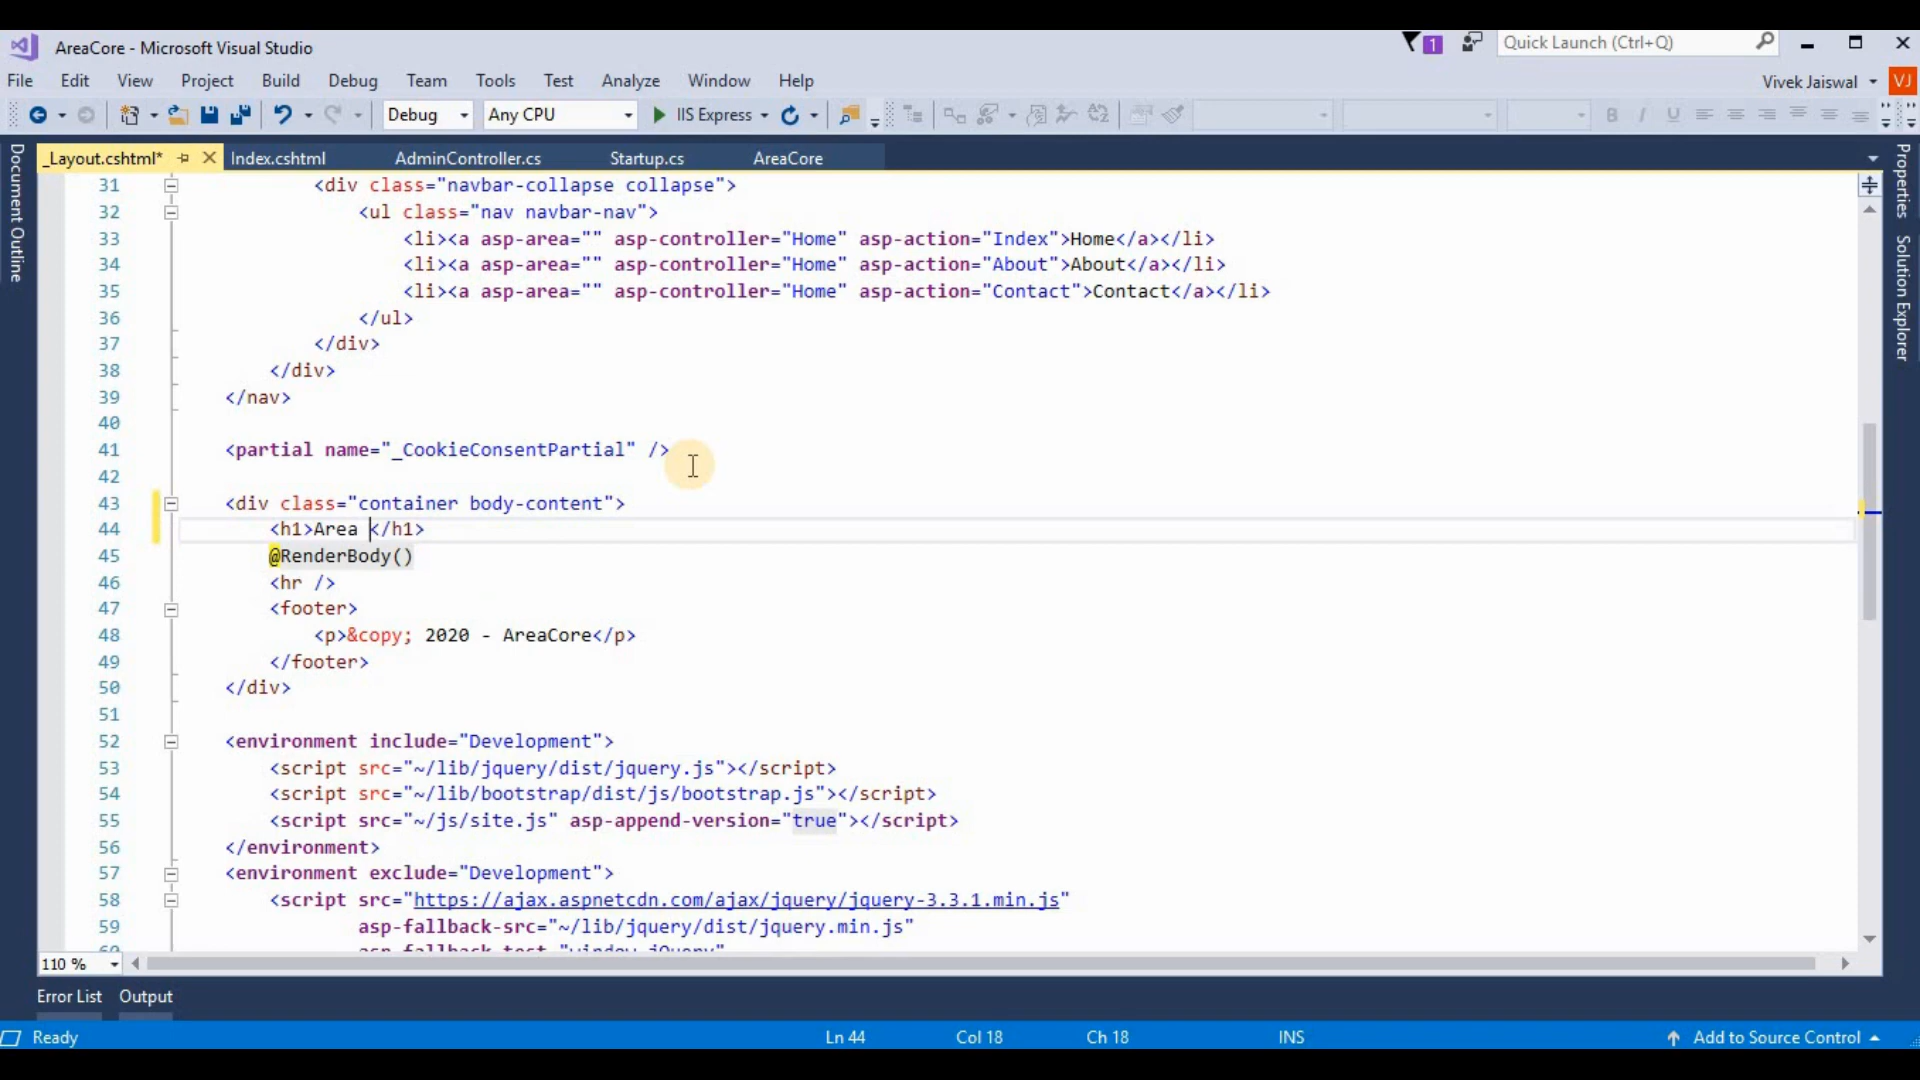 AreaCore - Microsoft Visual Studio
1
Quick Launch (Ctrl+Q)
File Edit View Project Build Debug Team Tools Test Analyze Window Help
Vivek Jaiswal VJ
Debug Any CPU IIS Express
_Layout.cshtml* Index.cshtml AdminController.cs Startup.cs AreaCore
Document Outline
Properties
Solution Explorer
31 <div class="navbar-collapse collapse">
32 <ul class="nav navbar-nav">
33 <li><a asp-area="" asp-controller="Home" asp-action="Index">Home</a></li>
34 <li><a asp-area="" asp-controller="Home" asp-action="About">About</a></li>
35 <li><a asp-area="" asp-controller="Home" asp-action="Contact">Contact</a></li>
36 </ul>
37 </div>
38 </div>
39 </nav>
40
41 <partial name="_CookieConsentPartial" />
42
43 <div class="container body-content">
44 <h1>Area </h1>
45 @RenderBody()
46 <hr />
47 <footer>
48 <p>&copy; 2020 - AreaCore</p>
49 </footer>
50 </div>
51
52 <environment include="Development">
53 <script src="~/lib/jquery/dist/jquery.js"></script>
54 <script src="~/lib/bootstrap/dist/js/bootstrap.js"></script>
55 <script src="~/js/site.js" asp-append-version="true"></script>
56 </environment>
57 <environment exclude="Development">
58 <script src="https://ajax.aspnetcdn.com/ajax/jquery/jquery-3.3.1.min.js"
59 asp-fallback-src="~/lib/jquery/dist/jquery.min.js"
60 asp-fallback-test="window.jQuery"
110 %
Error List Output
Ready Ln 44 Col 18 Ch 18 INS Add to Source Control